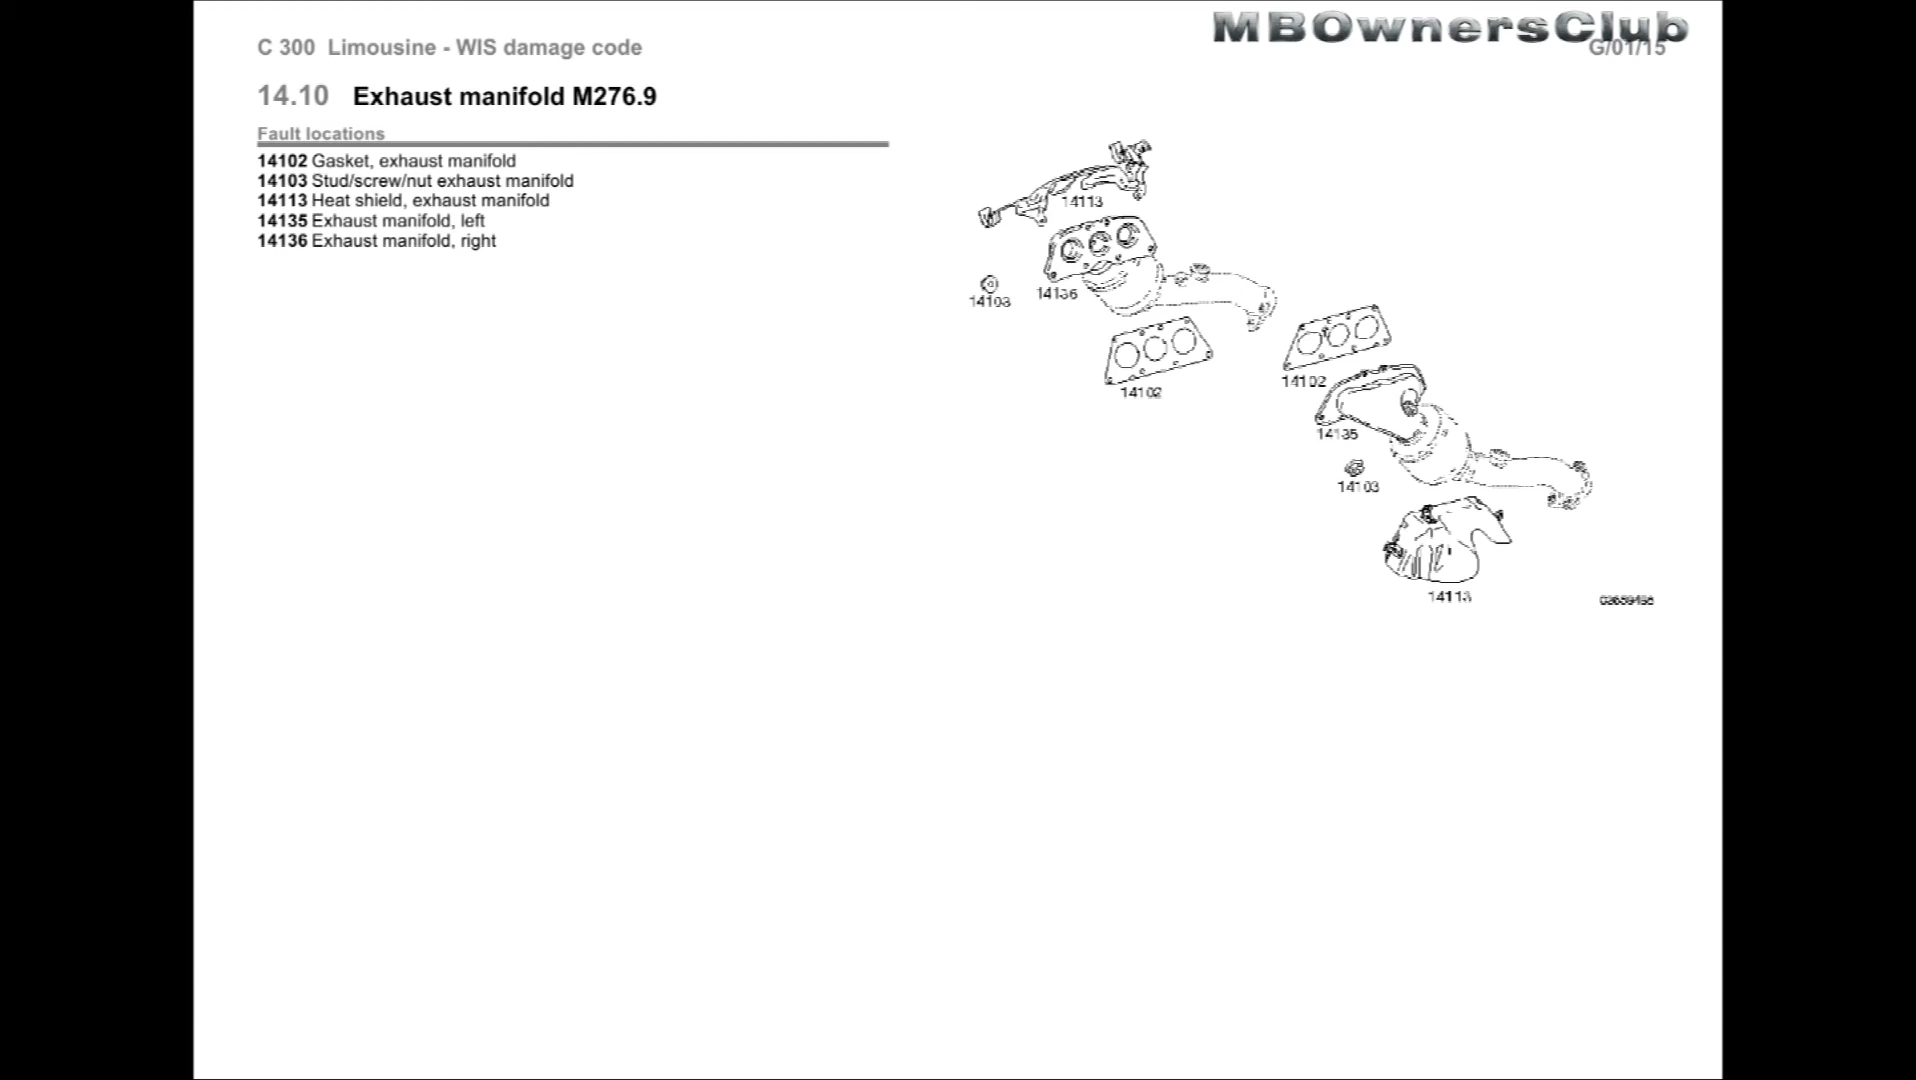 MBOwnersClub
C 300 Limousine - WIS damage code
G/01/15
14.10 Exhaust manifold M276.9
Fault locations
14102 Gasket, exhaust manifold
14103 Stud/screw/nut exhaust manifold
14113 Heat shield, exhaust manifold
14135 Exhaust manifold, left
14136 Exhaust manifold, right
14113
14103
14136
14102
14102
14135
14103
14113